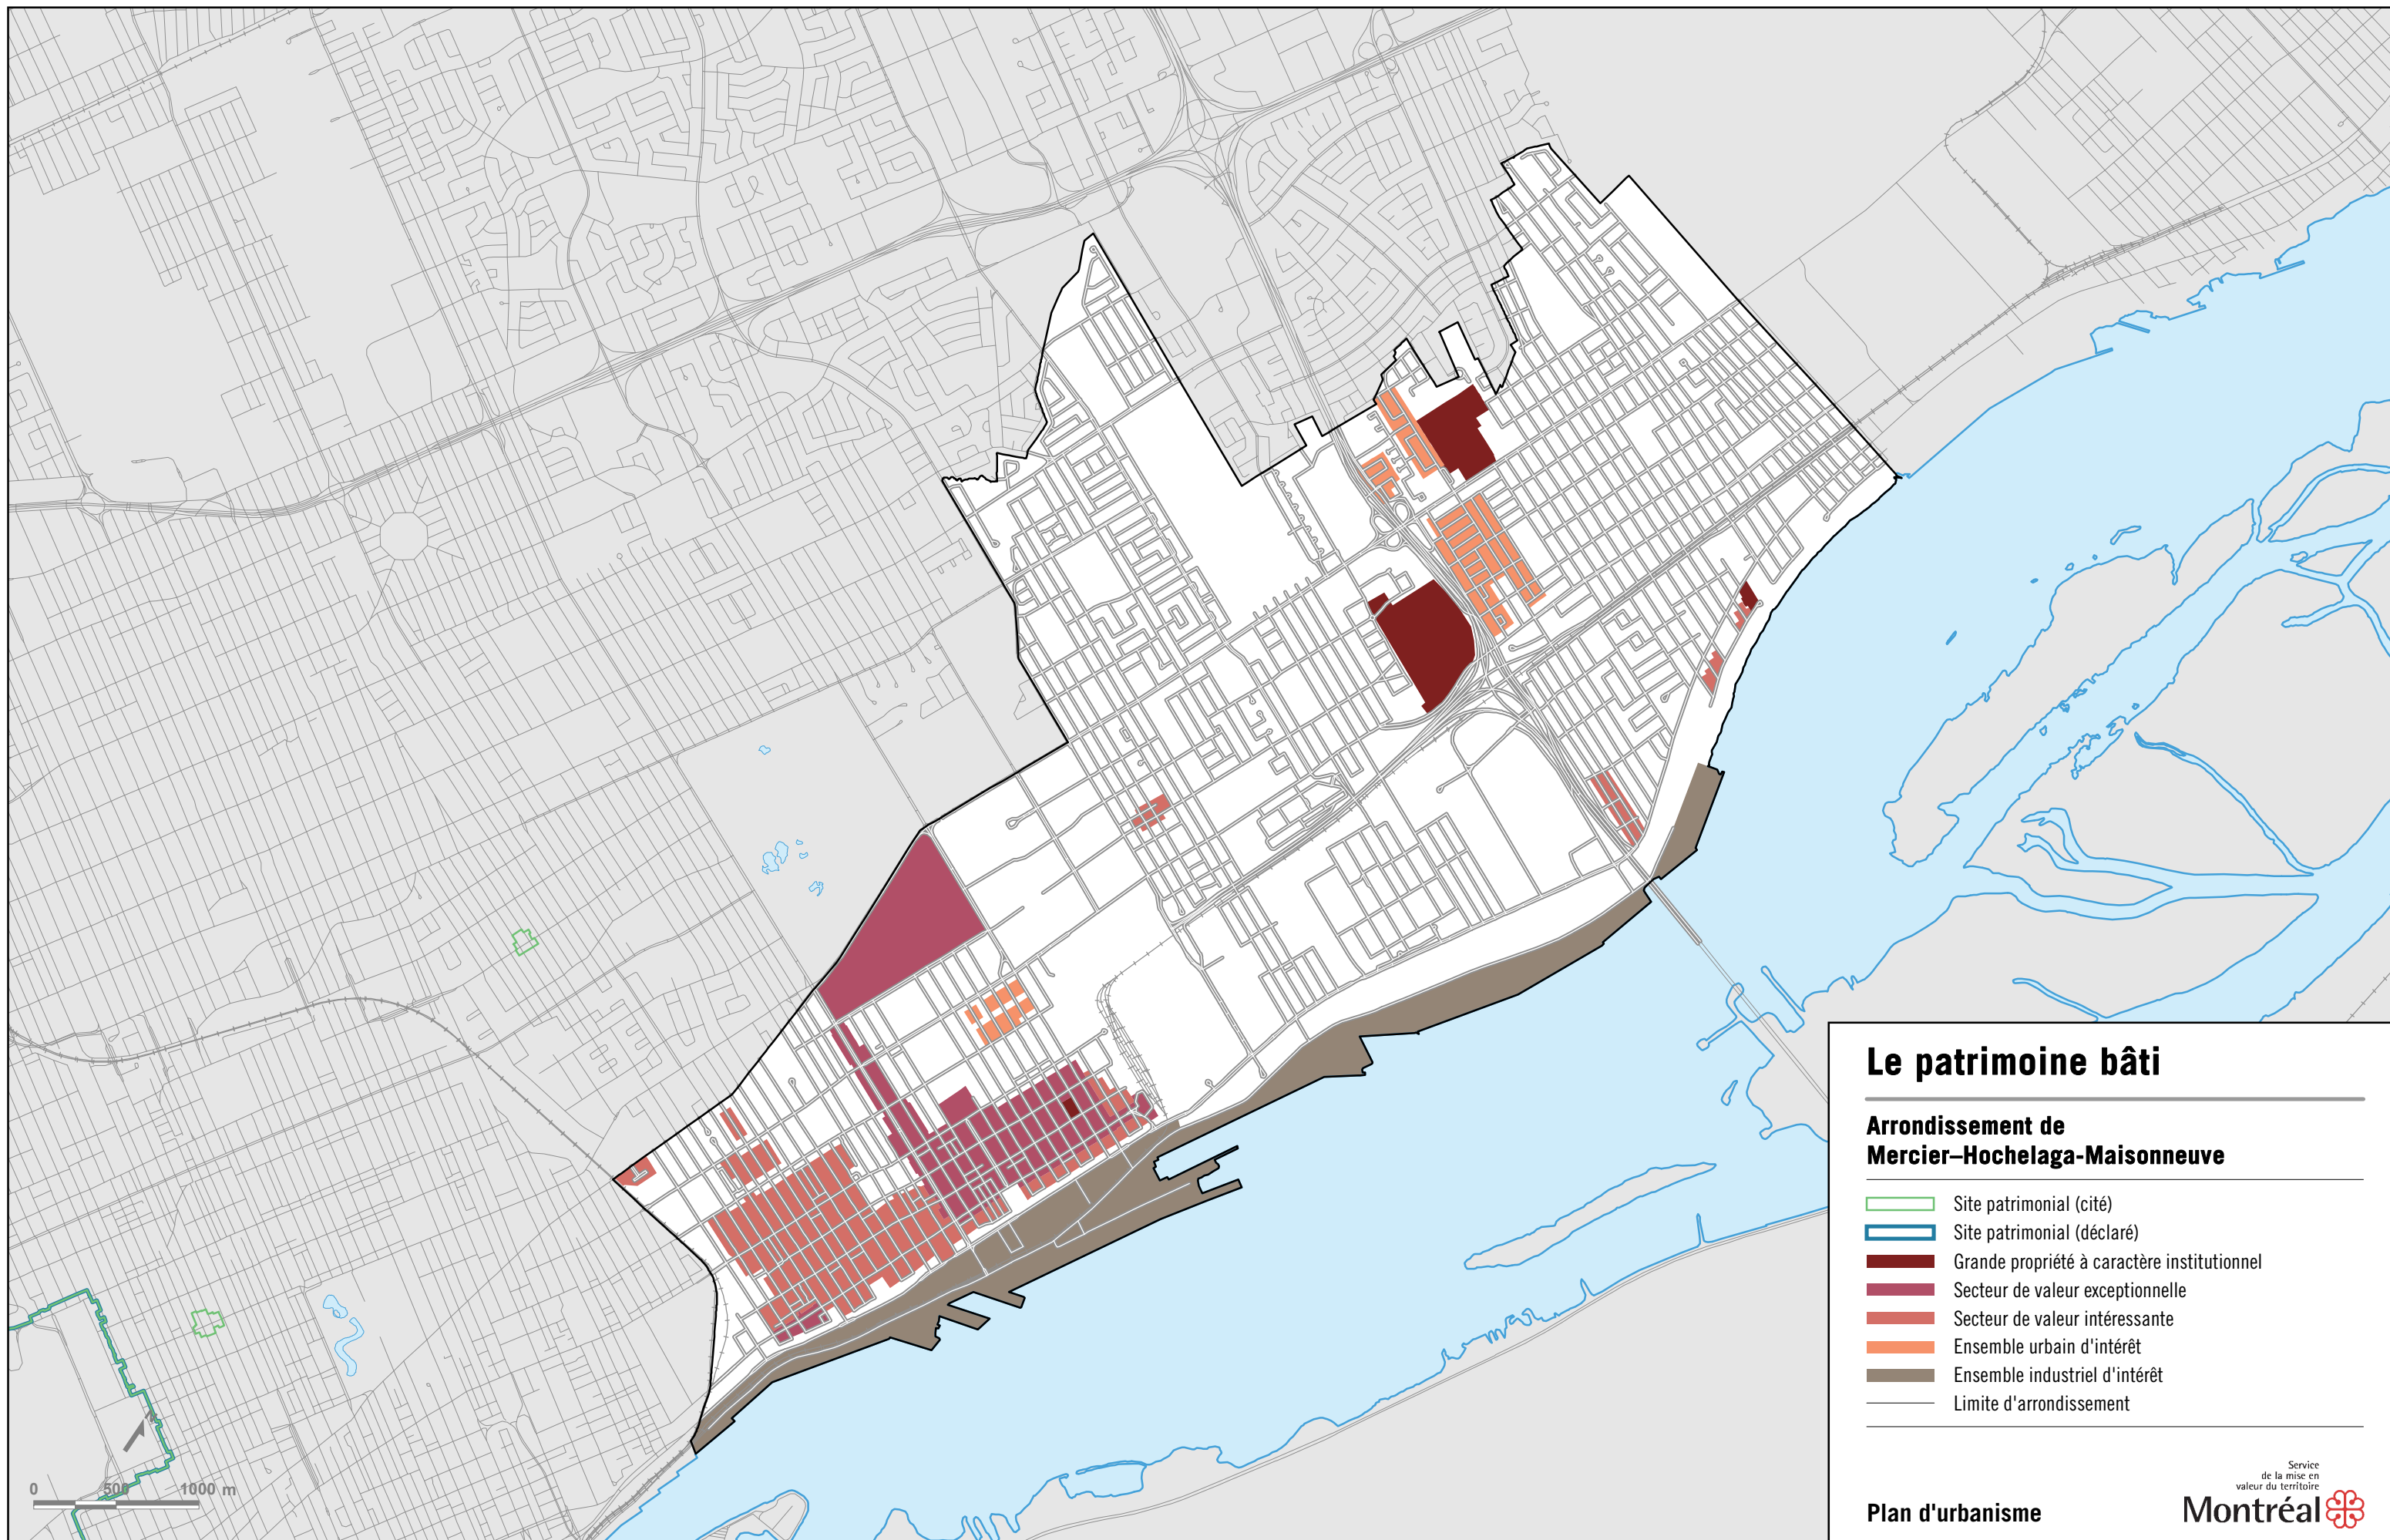 Le patrimoine bâti
Arrondissement de
Mercier–Hochelaga-Maisonneuve
Site patrimonial (cité)
Site patrimonial (déclaré)
Grande propriété à caractère institutionnel
Secteur de valeur exceptionnelle
Secteur de valeur intéressante
Ensemble urbain d'intérêt
Ensemble industriel d'intérêt
Limite d'arrondissement
0 500 1000 m
Service
de la mise en
valeur du territoire
Plan d'urbanisme
Montréal